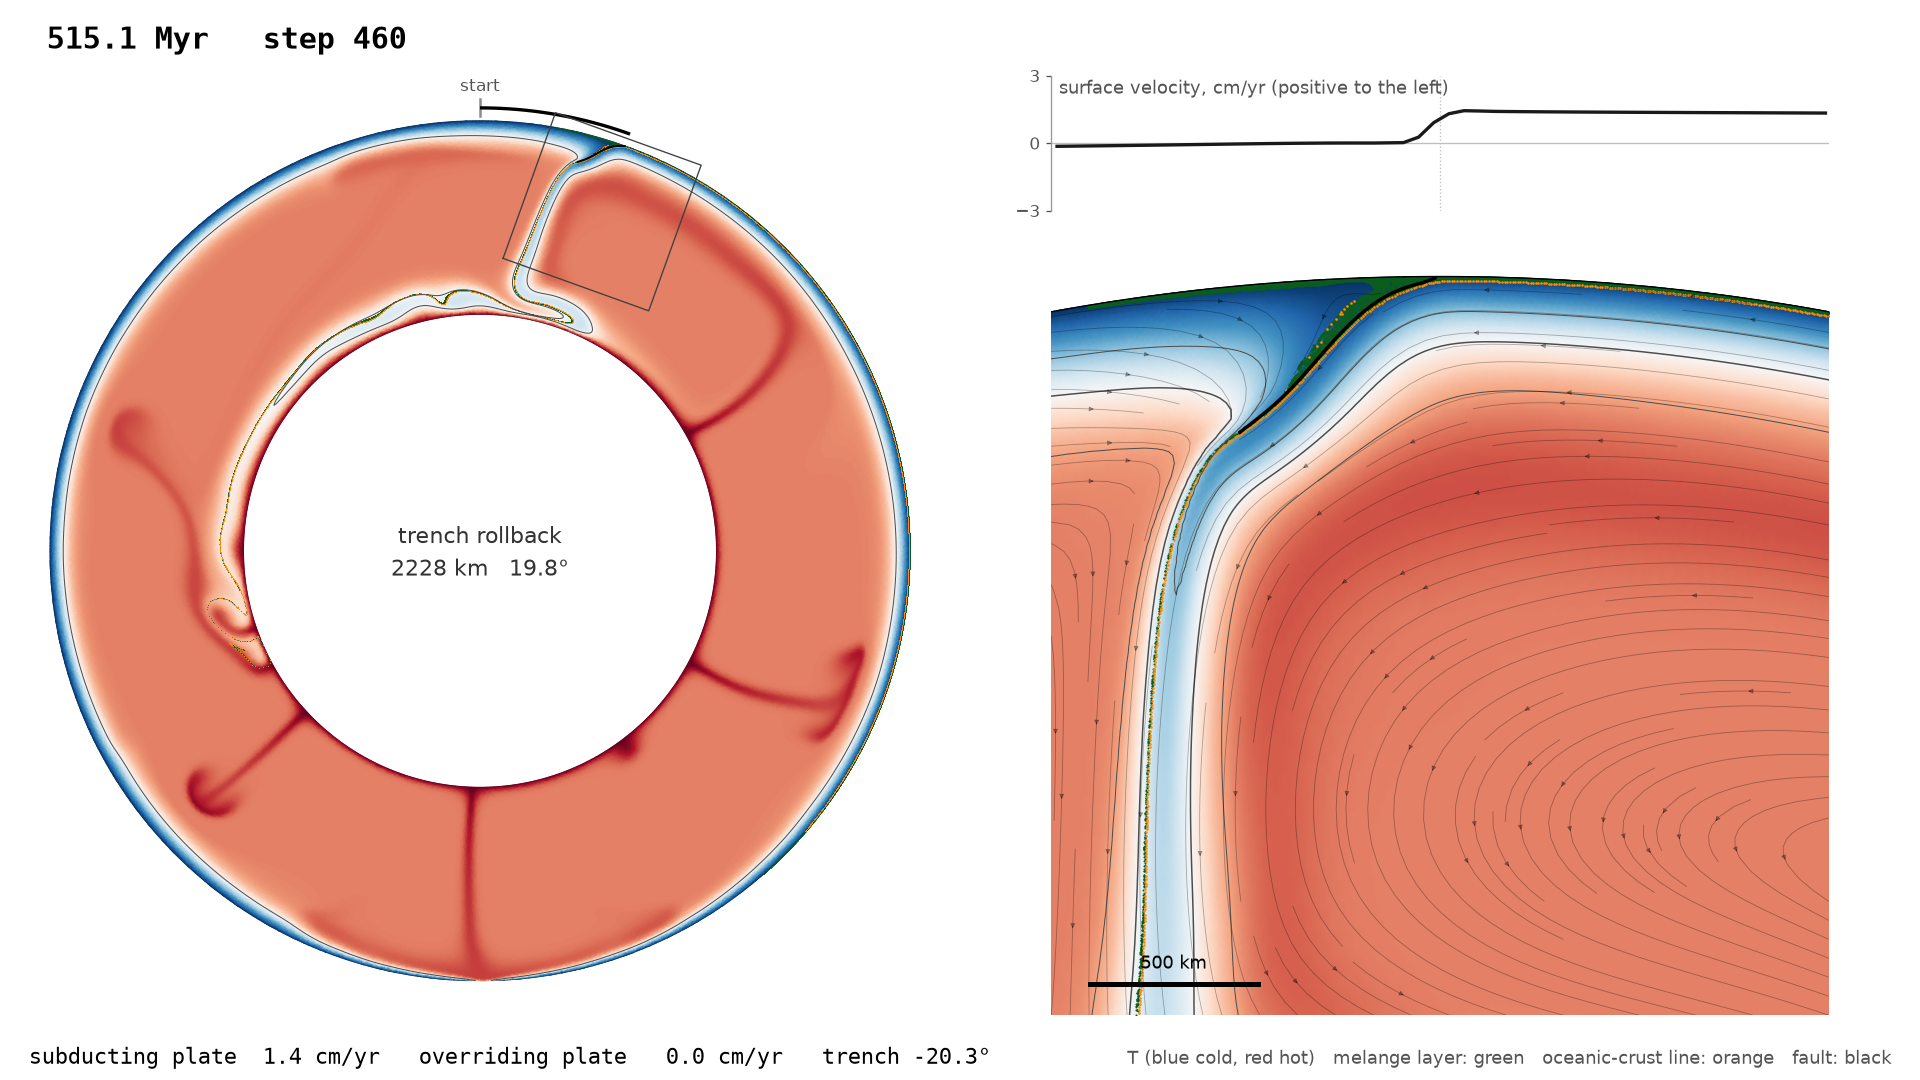 515.1 Myr   step 460
start
3
surface velocity, cm/yr (positive to the left)
0
−3
trench rollback
2228 km   19.8°
500 km
subducting plate  1.4 cm/yr   overriding plate   0.0 cm/yr   trench -20.3°
T (blue cold, red hot)   melange layer: green   oceanic-crust line: orange   fault: black